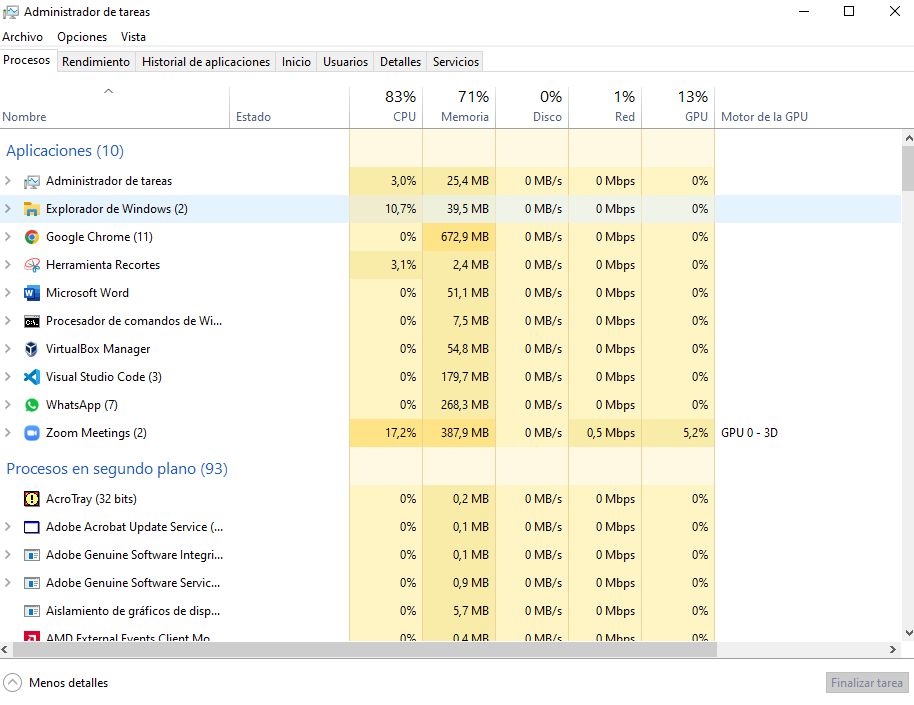 Administrador de tareas
Archivo Opciones Vista
Procesos Rendimiento Historial de aplicaciones Inicio Usuarios Detalles Servicios
83% 71% 0% 1% 13%
Nombre Estado CPU Memoria Disco Red GPU Motor de la GPU
Aplicaciones (10)
Administrador de tareas 3,0% 25,4 MB 0 MB/s 0 Mbps 0%
Explorador de Windows (2) 10,7% 39,5 MB 0 MB/s 0 Mbps 0%
Google Chrome (11) 0% 672,9 MB 0 MB/s 0 Mbps 0%
Herramienta Recortes 3,1% 2,4 MB 0 MB/s 0 Mbps 0%
Microsoft Word 0% 51,1 MB 0 MB/s 0 Mbps 0%
Procesador de comandos de Wi... 0% 7,5 MB 0 MB/s 0 Mbps 0%
VirtualBox Manager 0% 54,8 MB 0 MB/s 0 Mbps 0%
Visual Studio Code (3) 0% 179,7 MB 0 MB/s 0 Mbps 0%
WhatsApp (7) 0% 268,3 MB 0 MB/s 0 Mbps 0%
Zoom Meetings (2) 17,2% 387,9 MB 0 MB/s 0,5 Mbps 5,2% GPU 0 - 3D
Procesos en segundo plano (93)
AcroTray (32 bits) 0% 0,2 MB 0 MB/s 0 Mbps 0%
Adobe Acrobat Update Service (... 0% 0,1 MB 0 MB/s 0 Mbps 0%
Adobe Genuine Software Integri... 0% 0,1 MB 0 MB/s 0 Mbps 0%
Adobe Genuine Software Servic... 0% 0,9 MB 0 MB/s 0 Mbps 0%
Aislamiento de gráficos de disp... 0% 5,7 MB 0 MB/s 0 Mbps 0%
AMD External Events Client Mo... 0% 0,4 MB 0 MB/s 0 Mbps 0%
Menos detalles Finalizar tarea